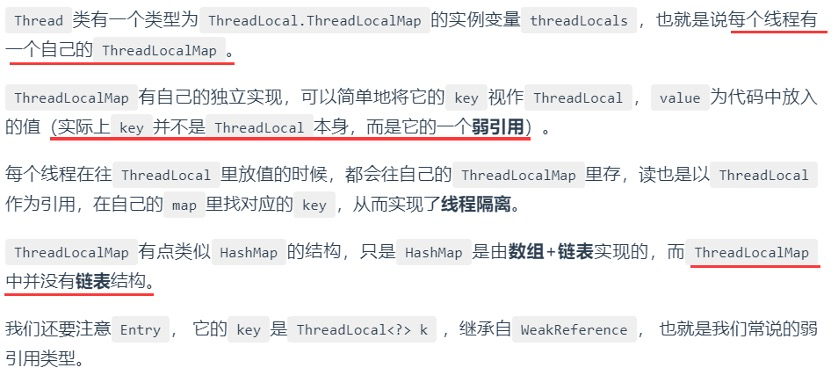 Thread 类有一个类型为 ThreadLocal.ThreadLocalMap 的实例变量 threadLocals ，也就是说每个线程有
一个自己的 ThreadLocalMap 。
ThreadLocalMap 有自己的独立实现，可以简单地将它的 key 视作 ThreadLocal ， value 为代码中放入
的值（实际上 key 并不是 ThreadLocal 本身，而是它的一个弱引用）。
每个线程在往 ThreadLocal 里放值的时候，都会往自己的 ThreadLocalMap 里存，读也是以 ThreadLocal
作为引用，在自己的 map 里找对应的 key ，从而实现了线程隔离。
ThreadLocalMap 有点类似 HashMap 的结构，只是 HashMap 是由数组+链表实现的，而 ThreadLocalMap
中并没有链表结构。
我们还要注意 Entry ， 它的 key 是 ThreadLocal<?> k ，继承自 WeakReference ， 也就是我们常说的弱
引用类型。